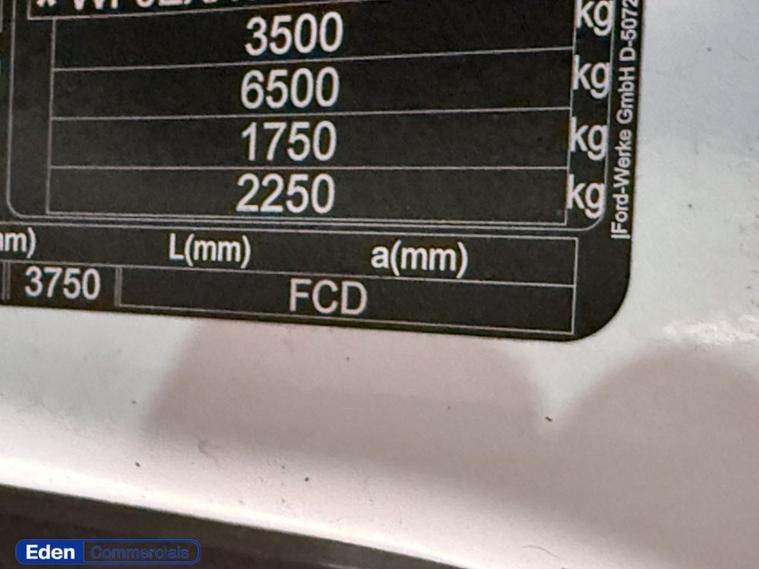 3500 kg
6500 kg
1750 kg
2250 kg
L(mm) a(mm)
3750 FCD
|Ford-Werke GmbH D-5072
Eden Commercials